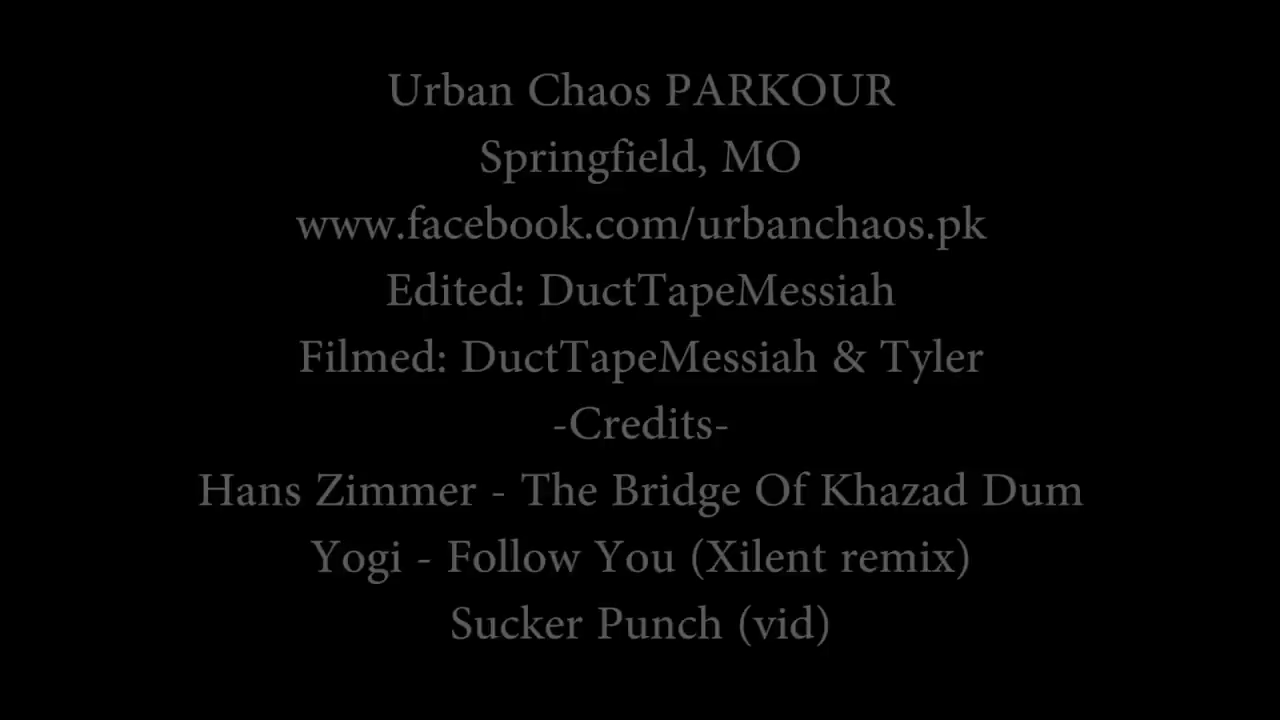 Urban Chaos PARKOUR
Springfield, MO
www.facebook.com/urbanchaos.pk
Edited: DuctTapeMessiah
Filmed: DuctTapeMessiah & Tyler
-Credits-
Hans Zimmer - The Bridge Of Khazad Dum
Yogi - Follow You (Xilent remix)
Sucker Punch (vid)